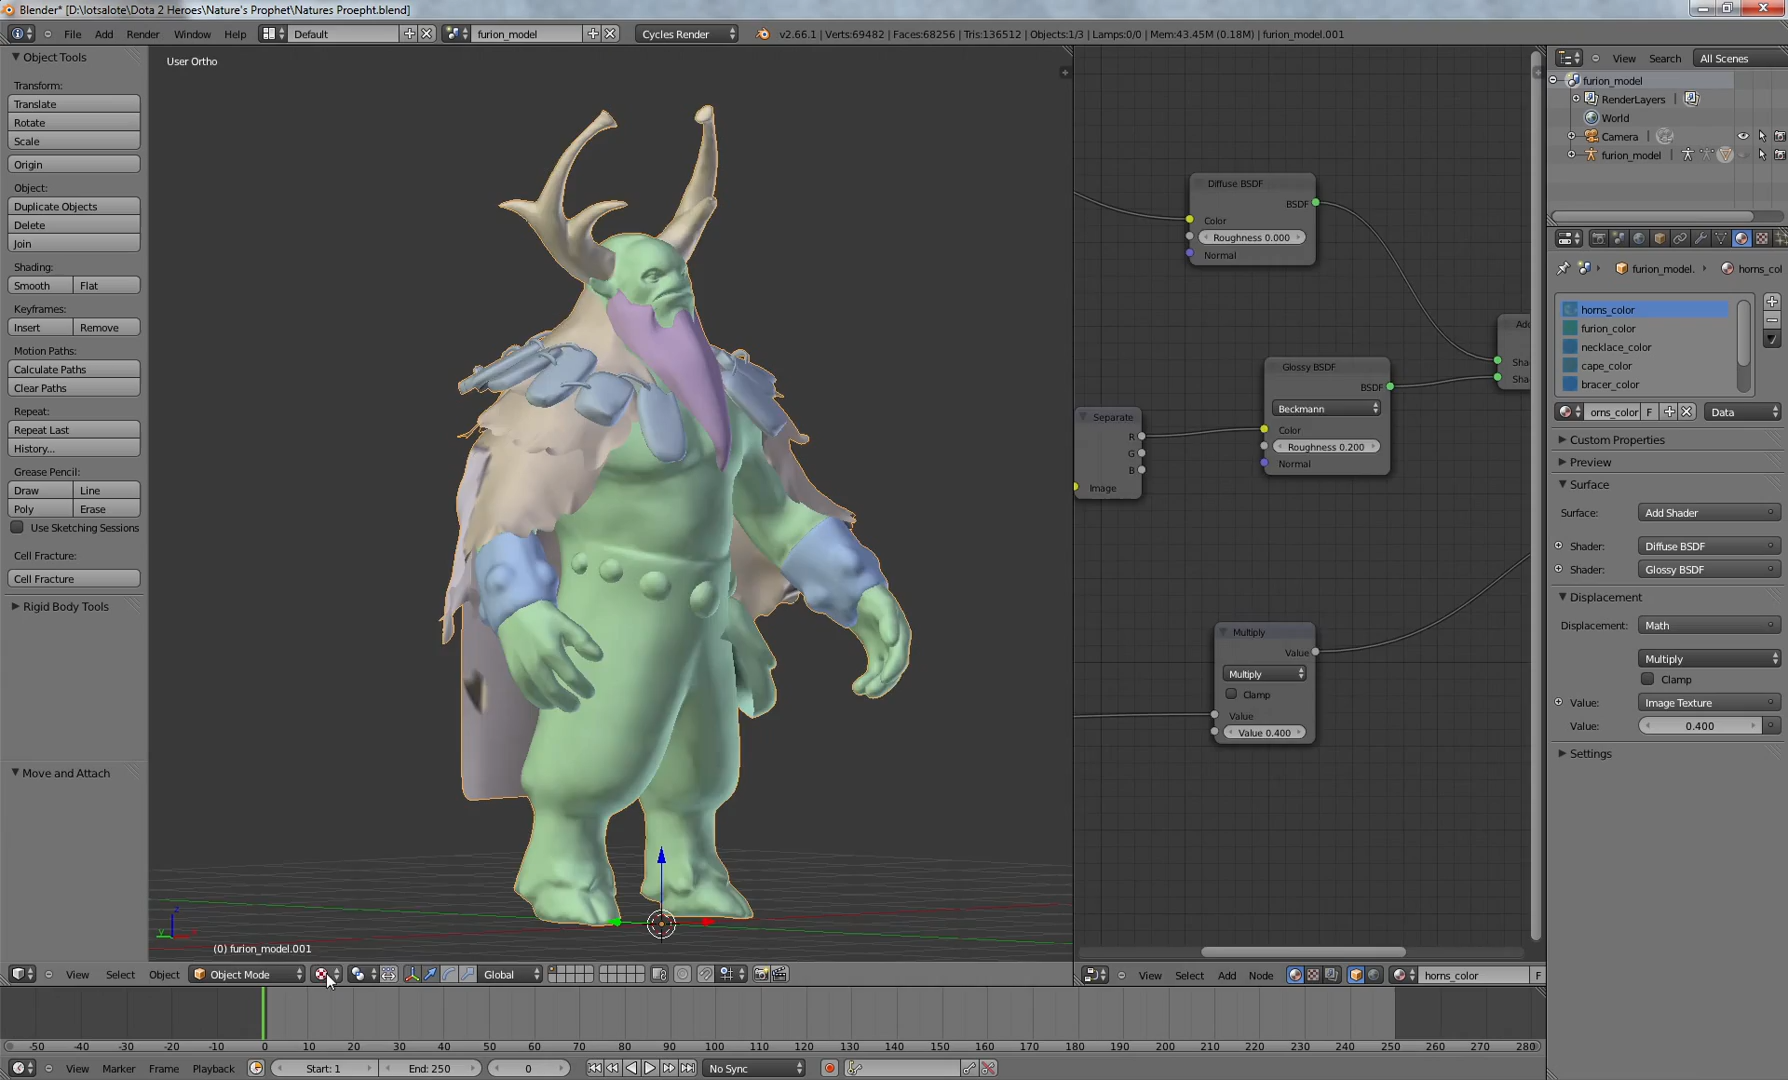 Blender* [D:\lotsalote\Dota 2 Heroes\Nature's Prophet\Natures Proepht.blend]
File Add Render Window Help Default furion_model Cycles Render v2.66.1 | Verts:69482 | Faces:68256 | Tris:136512 | Objects:1/3 | Lamps:0/0 | Mem:43.45M (0.18M) | furion_model.001
Object Tools
Transform:
Translate
Rotate
Scale
Origin
Object:
Duplicate Objects
Delete
Join
Shading:
Smooth Flat
Keyframes:
Insert Remove
Motion Paths:
Calculate Paths
Clear Paths
Repeat:
Repeat Last
History...
Grease Pencil:
Draw Line
Poly Erase
Use Sketching Sessions
Cell Fracture:
Cell Fracture
Rigid Body Tools
Move and Attach
User Ortho
z
y
(0) furion_model.001
View Select Object Object Mode Global
Diffuse BSDF
BSDF
Color
Roughness 0.000
Normal
Glossy BSDF
BSDF
Beckmann
Color
Roughness 0.200
Normal
Separate
R
G
B
Image
Sha
Sha
Multiply
Value
Multiply
Clamp
Value
Value 0.400
View Select Add Node horns_color F
View Search All Scenes
furion_model
RenderLayers |
World
Camera |
furion_model |
furion_model. horns_col
horns_color
furion_color
necklace_color
cape_color
bracer_color
orns_color F Data
Custom Properties
Preview
Surface
Surface: Add Shader
Shader: Diffuse BSDF
Shader: Glossy BSDF
Displacement
Displacement: Math
Multiply
Clamp
Value: Image Texture
Value: 0.400
Settings
-50 -40 -30 -20 -10 0 10 20 30 40 50 60 70 80 90 100 110 120 130 140 150 160 170 180 190 200 210 220 230 240 250 260 270 280
View Marker Frame Playback Start: 1 End: 250 0 No Sync